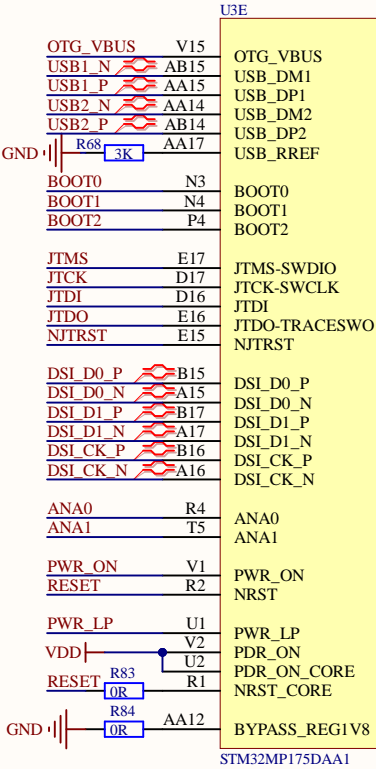 U3E
OTG_VBUS V15 OTG_VBUS
USB1_N AB15 USB_DM1
USB1_P AA15 USB_DP1
USB2_N AA14 USB_DM2
USB2_P AB14 USB_DP2
GND R68 3K AA17 USB_RREF
BOOT0 N3 BOOT0
BOOT1 N4 BOOT1
BOOT2 P4 BOOT2
JTMS E17 JTMS-SWDIO
JTCK D17 JTCK-SWCLK
JTDI D16 JTDI
JTDO E16 JTDO-TRACESWO
NJTRST E15 NJTRST
DSI_D0_P B15 DSI_D0_P
DSI_D0_N A15 DSI_D0_N
DSI_D1_P B17 DSI_D1_P
DSI_D1_N A17 DSI_D1_N
DSI_CK_P B16 DSI_CK_P
DSI_CK_N A16 DSI_CK_N
ANA0 R4 ANA0
ANA1 T5 ANA1
PWR_ON V1 PWR_ON
RESET R2 NRST
PWR_LP U1 PWR_LP
VDD V2 PDR_ON
U2 PDR_ON_CORE
RESET R83 0R R1 NRST_CORE
GND R84 0R AA12 BYPASS_REG1V8
STM32MP175DAA1